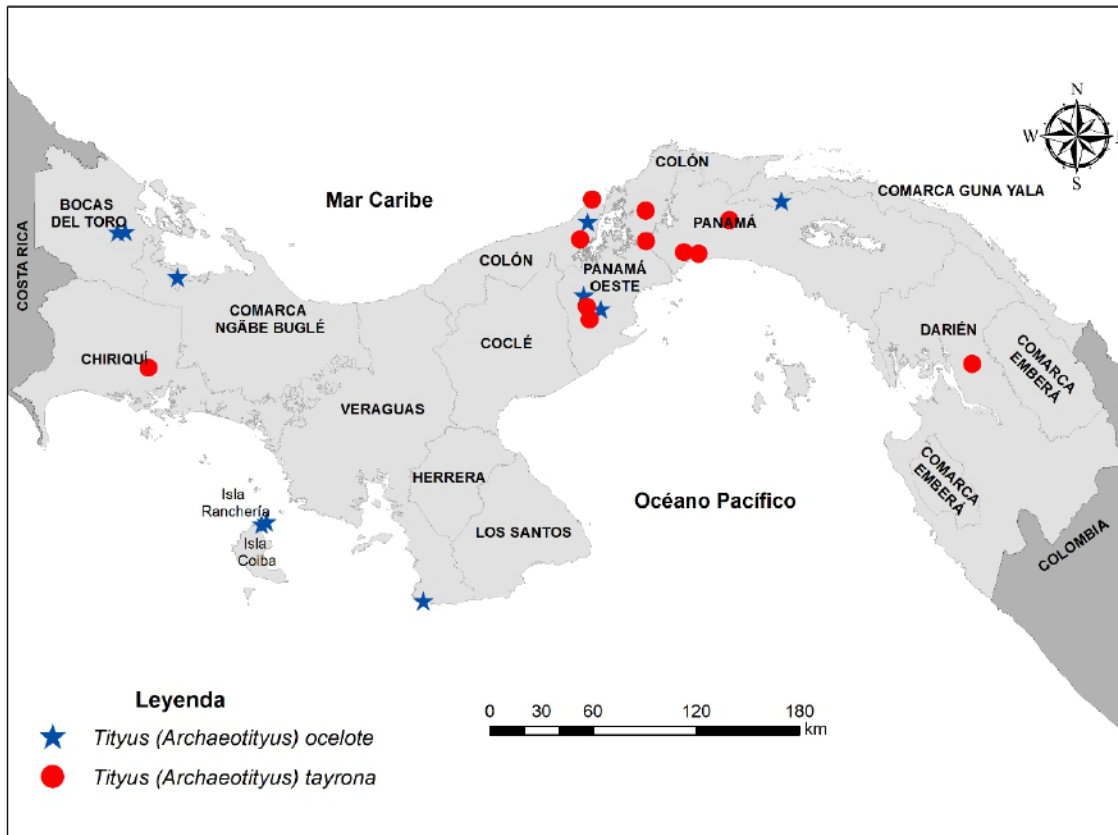 N
W
E
S
COLÓN
BOCAS
DEL TORO
Mar Caribe
COMARCA GUNA YALA
PANAMÁ
COSTA RICA
COLÓN
PANAMÁ
OESTE
COMARCA
NGÄBE BUGLÉ
COCLÉ
DARIÉN
COMARCA
EMBERÁ
CHIRIQUÍ
VERAGUAS
HERRERA
COMARCA
EMBERÁ
Isla
Ranchería
Océano Pacífico
LOS SANTOS
Isla
Coiba
COLOMBIA
Leyenda
Tityus (Archaeotityus) ocelote
Tityus (Archaeotityus) tayrona
0 30 60 120 180
km